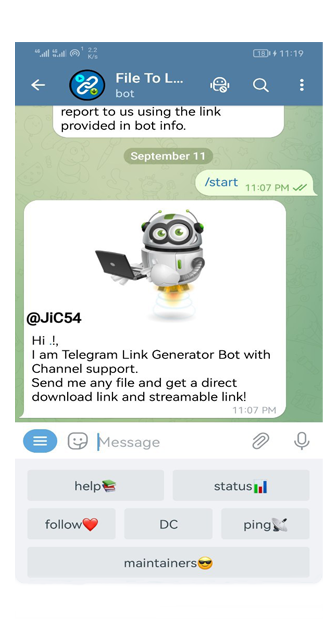 2.2
K/s
18 11:19
File To L...
bot
report to us using the link
provided in bot info.
September 11
/start 11:07 PM
@JiC54
Hi .!,
I am Telegram Link Generator Bot with
Channel support.
Send me any file and get a direct
download link and streamable link!
11:07 PM
Message
help📚 status📊
follow❤️ DC ping📡
maintainers😎